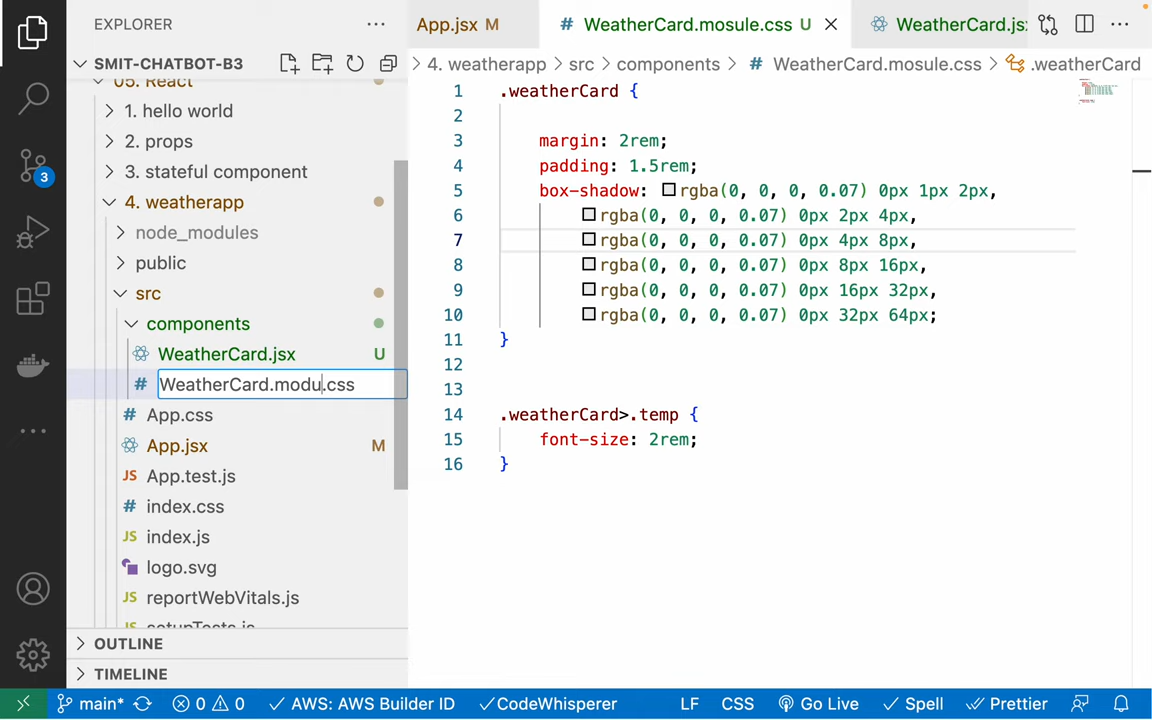 EXPLORER
SMIT-CHATBOT-B3
05. React
1. hello world
2. props
3. stateful component
4. weatherapp
node_modules
public
src
components
WeatherCard.jsx U
WeatherCard.modu.css
# App.css
App.jsx M
JS App.test.js
# index.css
JS index.js
logo.svg
JS reportWebVitals.js
JS setupTests.js
OUTLINE
TIMELINE
3
App.jsx M
# WeatherCard.mosule.css U
WeatherCard.js
4. weatherapp > src > components > # WeatherCard.mosule.css > .weatherCard
1 .weatherCard {
2
3 margin: 2rem;
4 padding: 1.5rem;
5 box-shadow: rgba(0, 0, 0, 0.07) 0px 1px 2px,
6 rgba(0, 0, 0, 0.07) 0px 2px 4px,
7 rgba(0, 0, 0, 0.07) 0px 4px 8px,
8 rgba(0, 0, 0, 0.07) 0px 8px 16px,
9 rgba(0, 0, 0, 0.07) 0px 16px 32px,
10 rgba(0, 0, 0, 0.07) 0px 32px 64px;
11 }
12
13
14 .weatherCard>.temp {
15 font-size: 2rem;
16 }
main* 0 0 AWS: AWS Builder ID CodeWhisperer LF CSS Go Live Spell Prettier